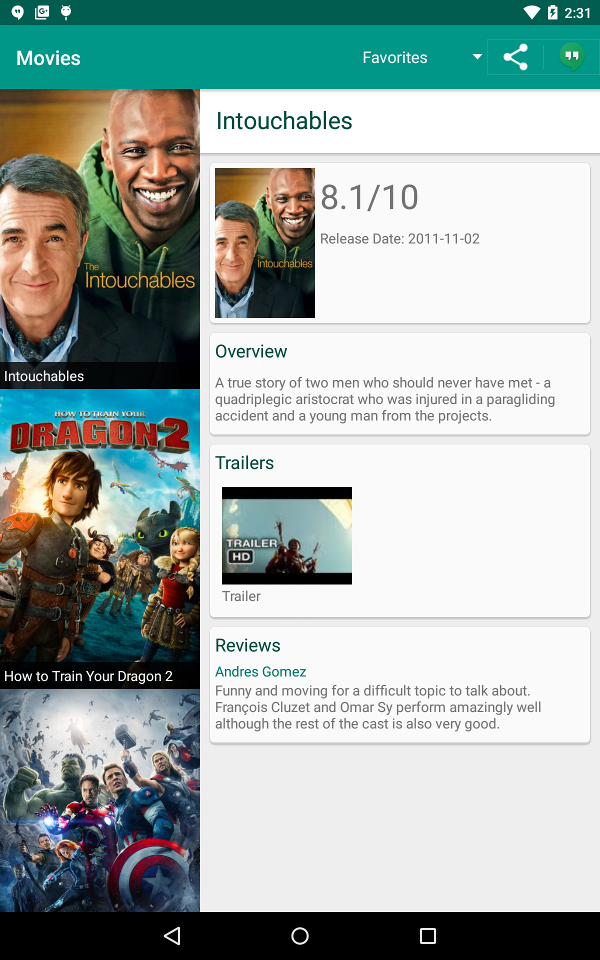 2:31
Movies
Favorites
The
Intouchables
Intouchables
HOW TO TRAIN YOUR
DRAGON 2
How to Train Your Dragon 2
Intouchables
The
Intouchables
8.1/10
Release Date: 2011-11-02
Overview
A true story of two men who should never have met - a
quadriplegic aristocrat who was injured in a paragliding
accident and a young man from the projects.
Trailers
TRAILER
HD
Trailer
Reviews
Andres Gomez
Funny and moving for a difficult topic to talk about.
François Cluzet and Omar Sy perform amazingly well
although the rest of the cast is also very good.